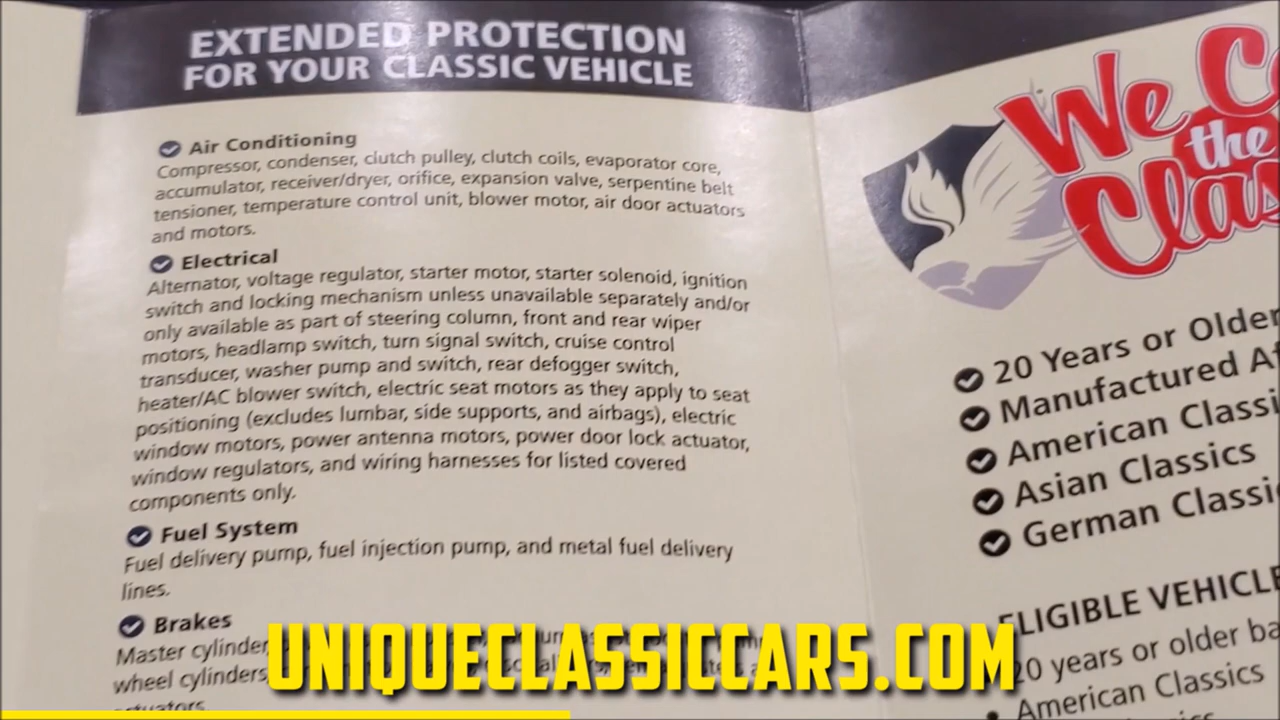 EXTENDED PROTECTION
FOR YOUR CLASSIC VEHICLE
Air Conditioning
Compressor, condenser, clutch pulley, clutch coils, evaporator core,
accumulator, receiver/dryer, orifice, expansion valve, serpentine belt
tensioner, temperature control unit, blower motor, air door actuators
and motors.
Electrical
Alternator, voltage regulator, starter motor, starter solenoid, ignition
switch and locking mechanism unless unavailable separately and/or
only available as part of steering column, front and rear wiper
motors, headlamp switch, turn signal switch, cruise control
transducer, washer pump and switch, rear defogger switch,
heater/AC blower switch, electric seat motors as they apply to seat
positioning (excludes lumbar, side supports, and airbags), electric
window motors, power antenna motors, power door lock actuator,
window regulators, and wiring harnesses for listed covered
components only.
Fuel System
Fuel delivery pump, fuel injection pump, and metal fuel delivery
lines.
Brakes
Master cylinder
wheel cylinders
actuators
We
the
20 Years or Older
Manufactured
American
Asian Classics
German
ELIGIBLE
20 years or older
American Classics
UNIQUECLASSICCARS.COM